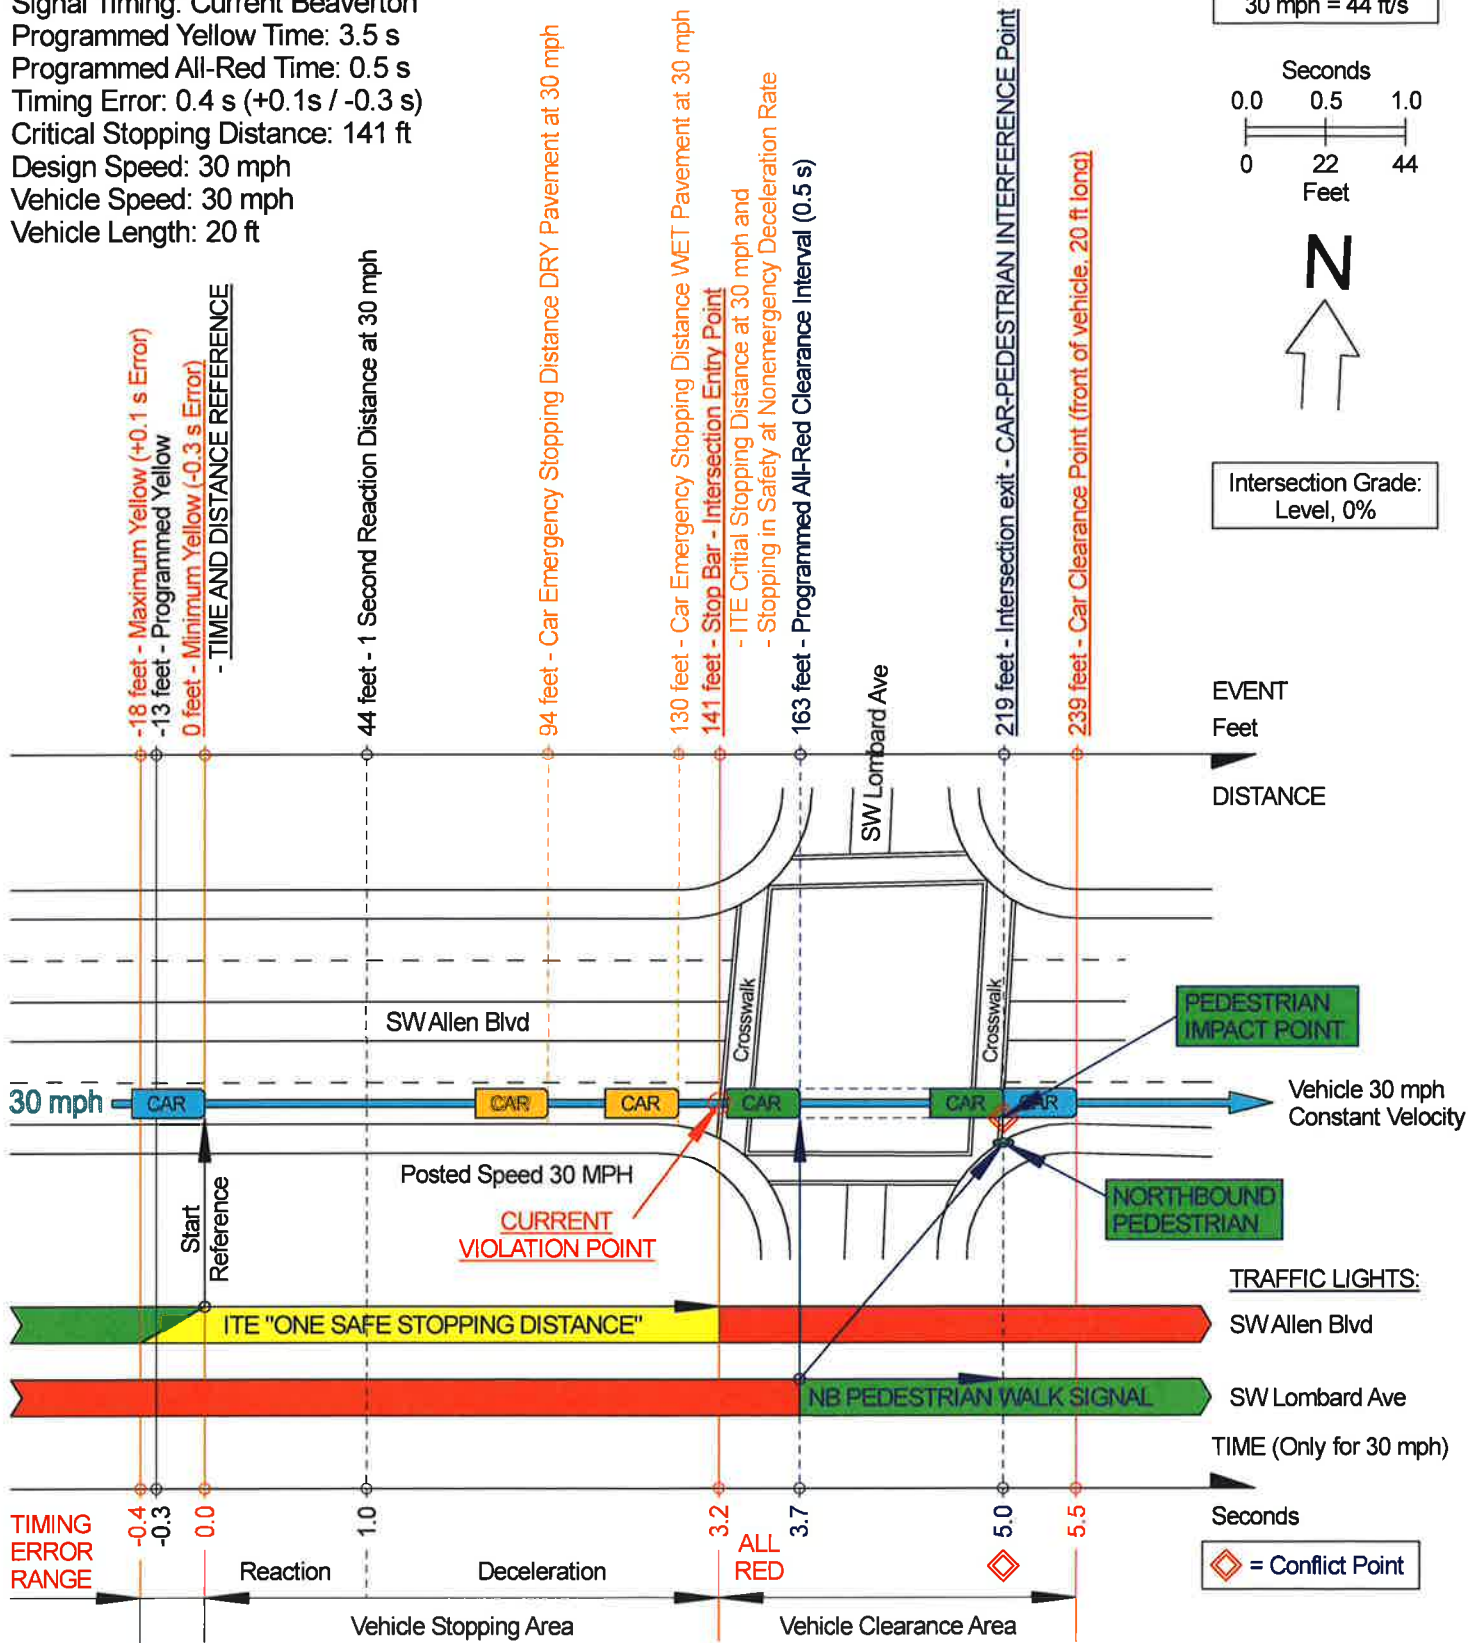 Signal Timing: Current Beaverton
Programmed Yellow Time: 3.5 s
Programmed All-Red Time: 0.5 s
Timing Error: 0.4 s (+0.1s / -0.3 s)
Critical Stopping Distance: 141 ft
Design Speed: 30 mph
Vehicle Speed: 30 mph
Vehicle Length: 20 ft
30 mph = 44 ft/s
Seconds
0.0 0.5 1.0
0 22 44
Feet
N
Intersection Grade:
Level, 0%
-18 feet - Maximum Yellow (+0.1 s Error)
-13 feet - Programmed Yellow
0 feet - Minimum Yellow (-0.3 s Error)
- TIME AND DISTANCE REFERENCE
44 feet - 1 Second Reaction Distance at 30 mph
94 feet - Car Emergency Stopping Distance DRY Pavement at 30 mph
130 feet - Car Emergency Stopping Distance WET Pavement at 30 mph
141 feet - Stop Bar - Intersection Entry Point
- ITE Critial Stopping Distance at 30 mph and
- Stopping in Safety at Nonemergency Deceleration Rate
163 feet - Programmed All-Red Clearance Interval (0.5 s)
219 feet - Intersection exit - CAR-PEDESTRIAN INTERFERENCE Point
239 feet - Car Clearance Point (front of vehicle, 20 ft long)
EVENT
Feet
DISTANCE
SW Lombard Ave
SW Allen Blvd
Crosswalk
Crosswalk
PEDESTRIAN
IMPACT POINT
30 mph
CAR
CAR
CAR
CAR
CAR
CAR
Vehicle 30 mph
Constant Velocity
Posted Speed 30 MPH
Start
Reference
CURRENT
VIOLATION POINT
NORTHBOUND
PEDESTRIAN
TRAFFIC LIGHTS:
ITE "ONE SAFE STOPPING DISTANCE"
SW Allen Blvd
NB PEDESTRIAN WALK SIGNAL
SW Lombard Ave
TIME (Only for 30 mph)
-0.4
-0.3
0.0
1.0
3.2
3.7
5.0
5.5
Seconds
TIMING
ERROR
RANGE
Reaction
Deceleration
ALL
RED
= Conflict Point
Vehicle Stopping Area
Vehicle Clearance Area